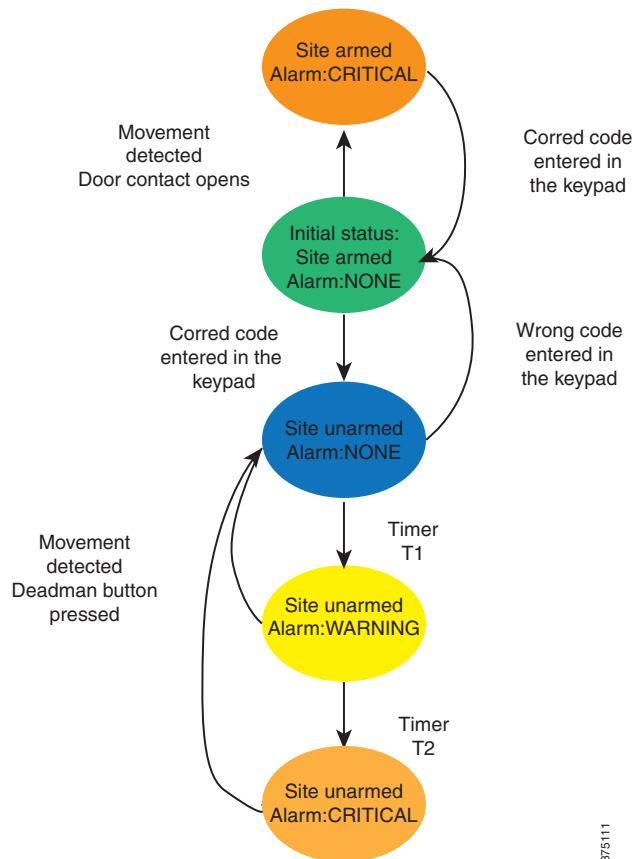 Site armed
Alarm:CRITICAL
Movement
detected
Door contact opens
Corred code
entered in
the keypad
Initial status:
Site armed
Alarm:NONE
Corred code
entered in the
keypad
Wrong code
entered in
the keypad
Site unarmed
Alarm:NONE
Timer
T1
Movement
detected
Deadman button
pressed
Site unarmed
Alarm:WARNING
Timer
T2
Site unarmed
Alarm:CRITICAL
375111